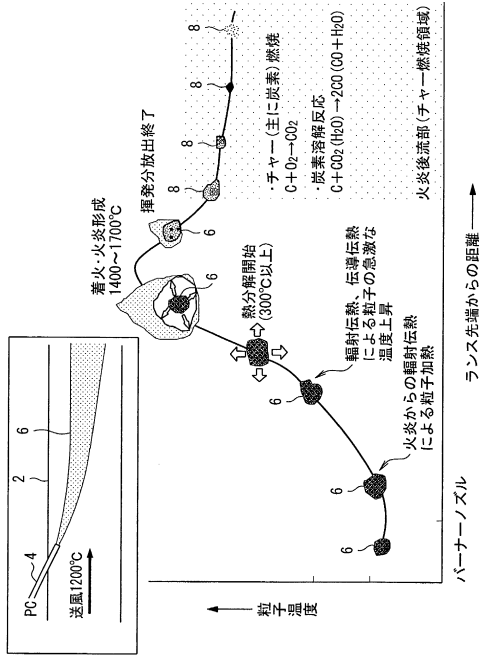 PC
4
2
6
送風1200℃
粒子温度
バーナーノズル
ランス先端からの距離
6
6
火炎からの輻射伝熱
による粒子加熱
6
輻射伝熱、伝導伝熱
による粒子の急激な
温度上昇
熱分解開始
(300℃以上)
6
着火・火炎形成
1400～1700℃
6
揮発分放出終了
8
8
8
8
・チャー(主に炭素)燃焼
C+O₂→CO₂
・炭素溶解反応
C+CO₂(H₂O)→2CO(CO+H₂O)
火炎後流部(チャー燃焼領域)